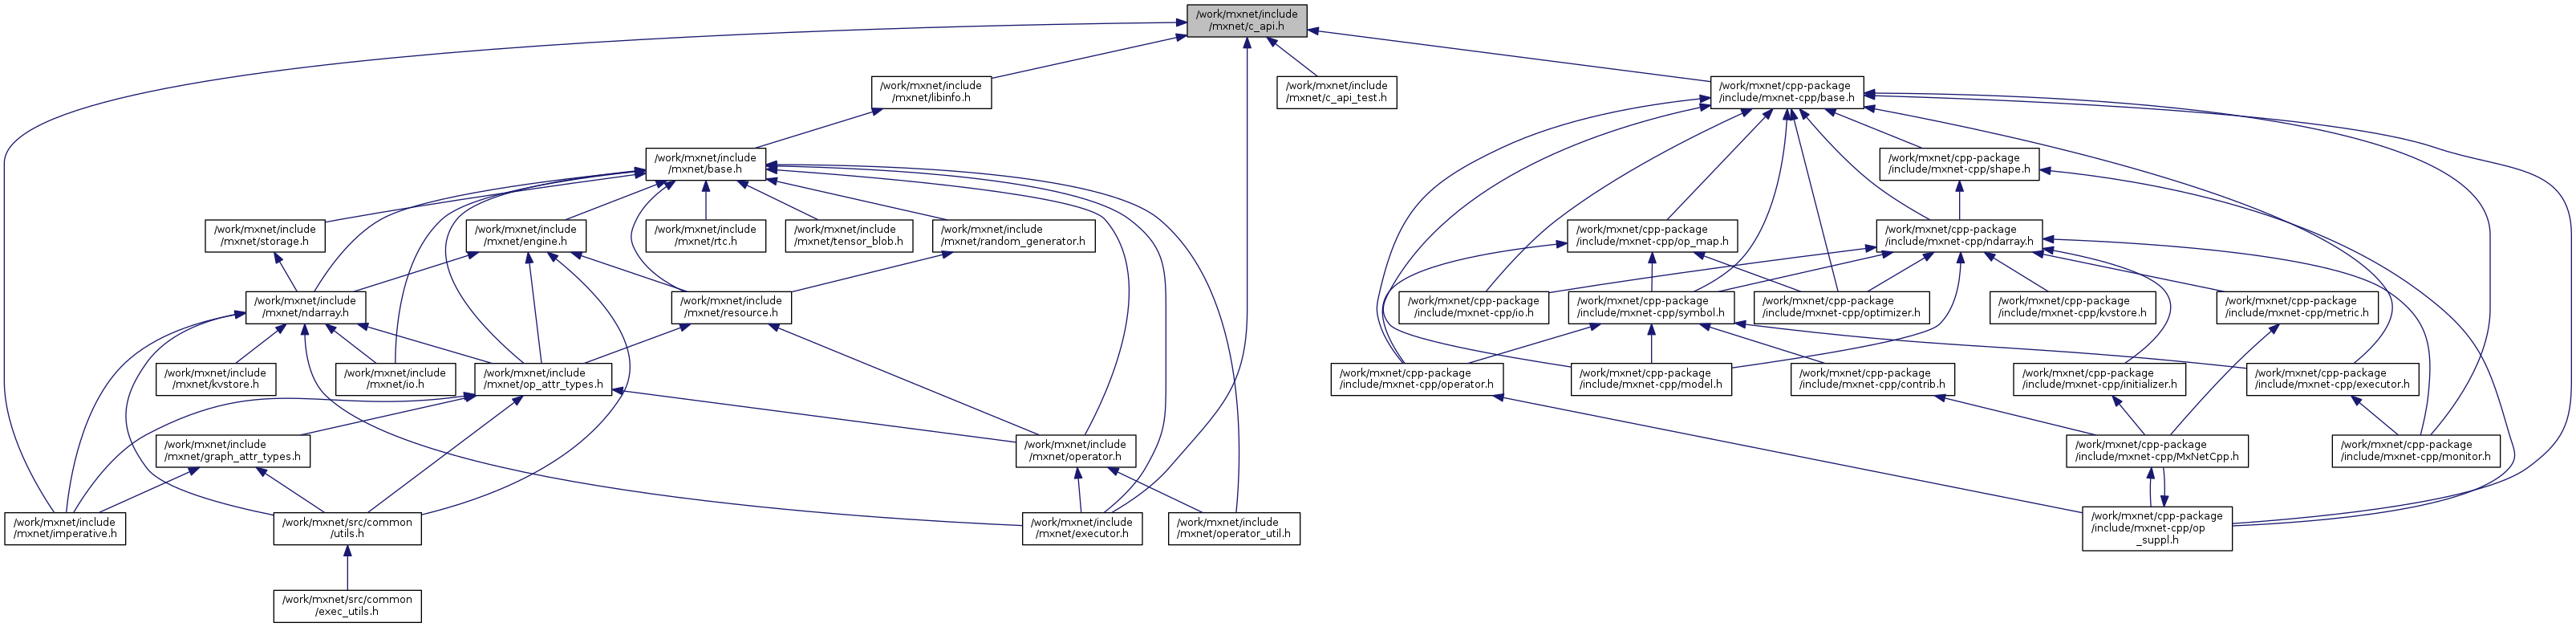 /work/mxnet/include
/mxnet/c_api.h
/work/mxnet/include
/mxnet/libinfo.h
/work/mxnet/include
/mxnet/c_api_test.h
/work/mxnet/cpp-package
/include/mxnet-cpp/base.h
/work/mxnet/include
/mxnet/base.h
/work/mxnet/cpp-package
/include/mxnet-cpp/shape.h
/work/mxnet/include
/mxnet/storage.h
/work/mxnet/include
/mxnet/engine.h
/work/mxnet/include
/mxnet/rtc.h
/work/mxnet/include
/mxnet/tensor_blob.h
/work/mxnet/include
/mxnet/random_generator.h
/work/mxnet/cpp-package
/include/mxnet-cpp/op_map.h
/work/mxnet/cpp-package
/include/mxnet-cpp/ndarray.h
/work/mxnet/include
/mxnet/ndarray.h
/work/mxnet/include
/mxnet/resource.h
/work/mxnet/cpp-package
/include/mxnet-cpp/io.h
/work/mxnet/cpp-package
/include/mxnet-cpp/symbol.h
/work/mxnet/cpp-package
/include/mxnet-cpp/optimizer.h
/work/mxnet/cpp-package
/include/mxnet-cpp/kvstore.h
/work/mxnet/cpp-package
/include/mxnet-cpp/metric.h
/work/mxnet/include
/mxnet/kvstore.h
/work/mxnet/include
/mxnet/io.h
/work/mxnet/include
/mxnet/op_attr_types.h
/work/mxnet/cpp-package
/include/mxnet-cpp/operator.h
/work/mxnet/cpp-package
/include/mxnet-cpp/model.h
/work/mxnet/cpp-package
/include/mxnet-cpp/contrib.h
/work/mxnet/cpp-package
/include/mxnet-cpp/initializer.h
/work/mxnet/cpp-package
/include/mxnet-cpp/executor.h
/work/mxnet/include
/mxnet/graph_attr_types.h
/work/mxnet/include
/mxnet/operator.h
/work/mxnet/cpp-package
/include/mxnet-cpp/MxNetCpp.h
/work/mxnet/cpp-package
/include/mxnet-cpp/monitor.h
/work/mxnet/include
/mxnet/imperative.h
/work/mxnet/src/common
/utils.h
/work/mxnet/include
/mxnet/executor.h
/work/mxnet/include
/mxnet/operator_util.h
/work/mxnet/cpp-package
/include/mxnet-cpp/op
_suppl.h
/work/mxnet/src/common
/exec_utils.h